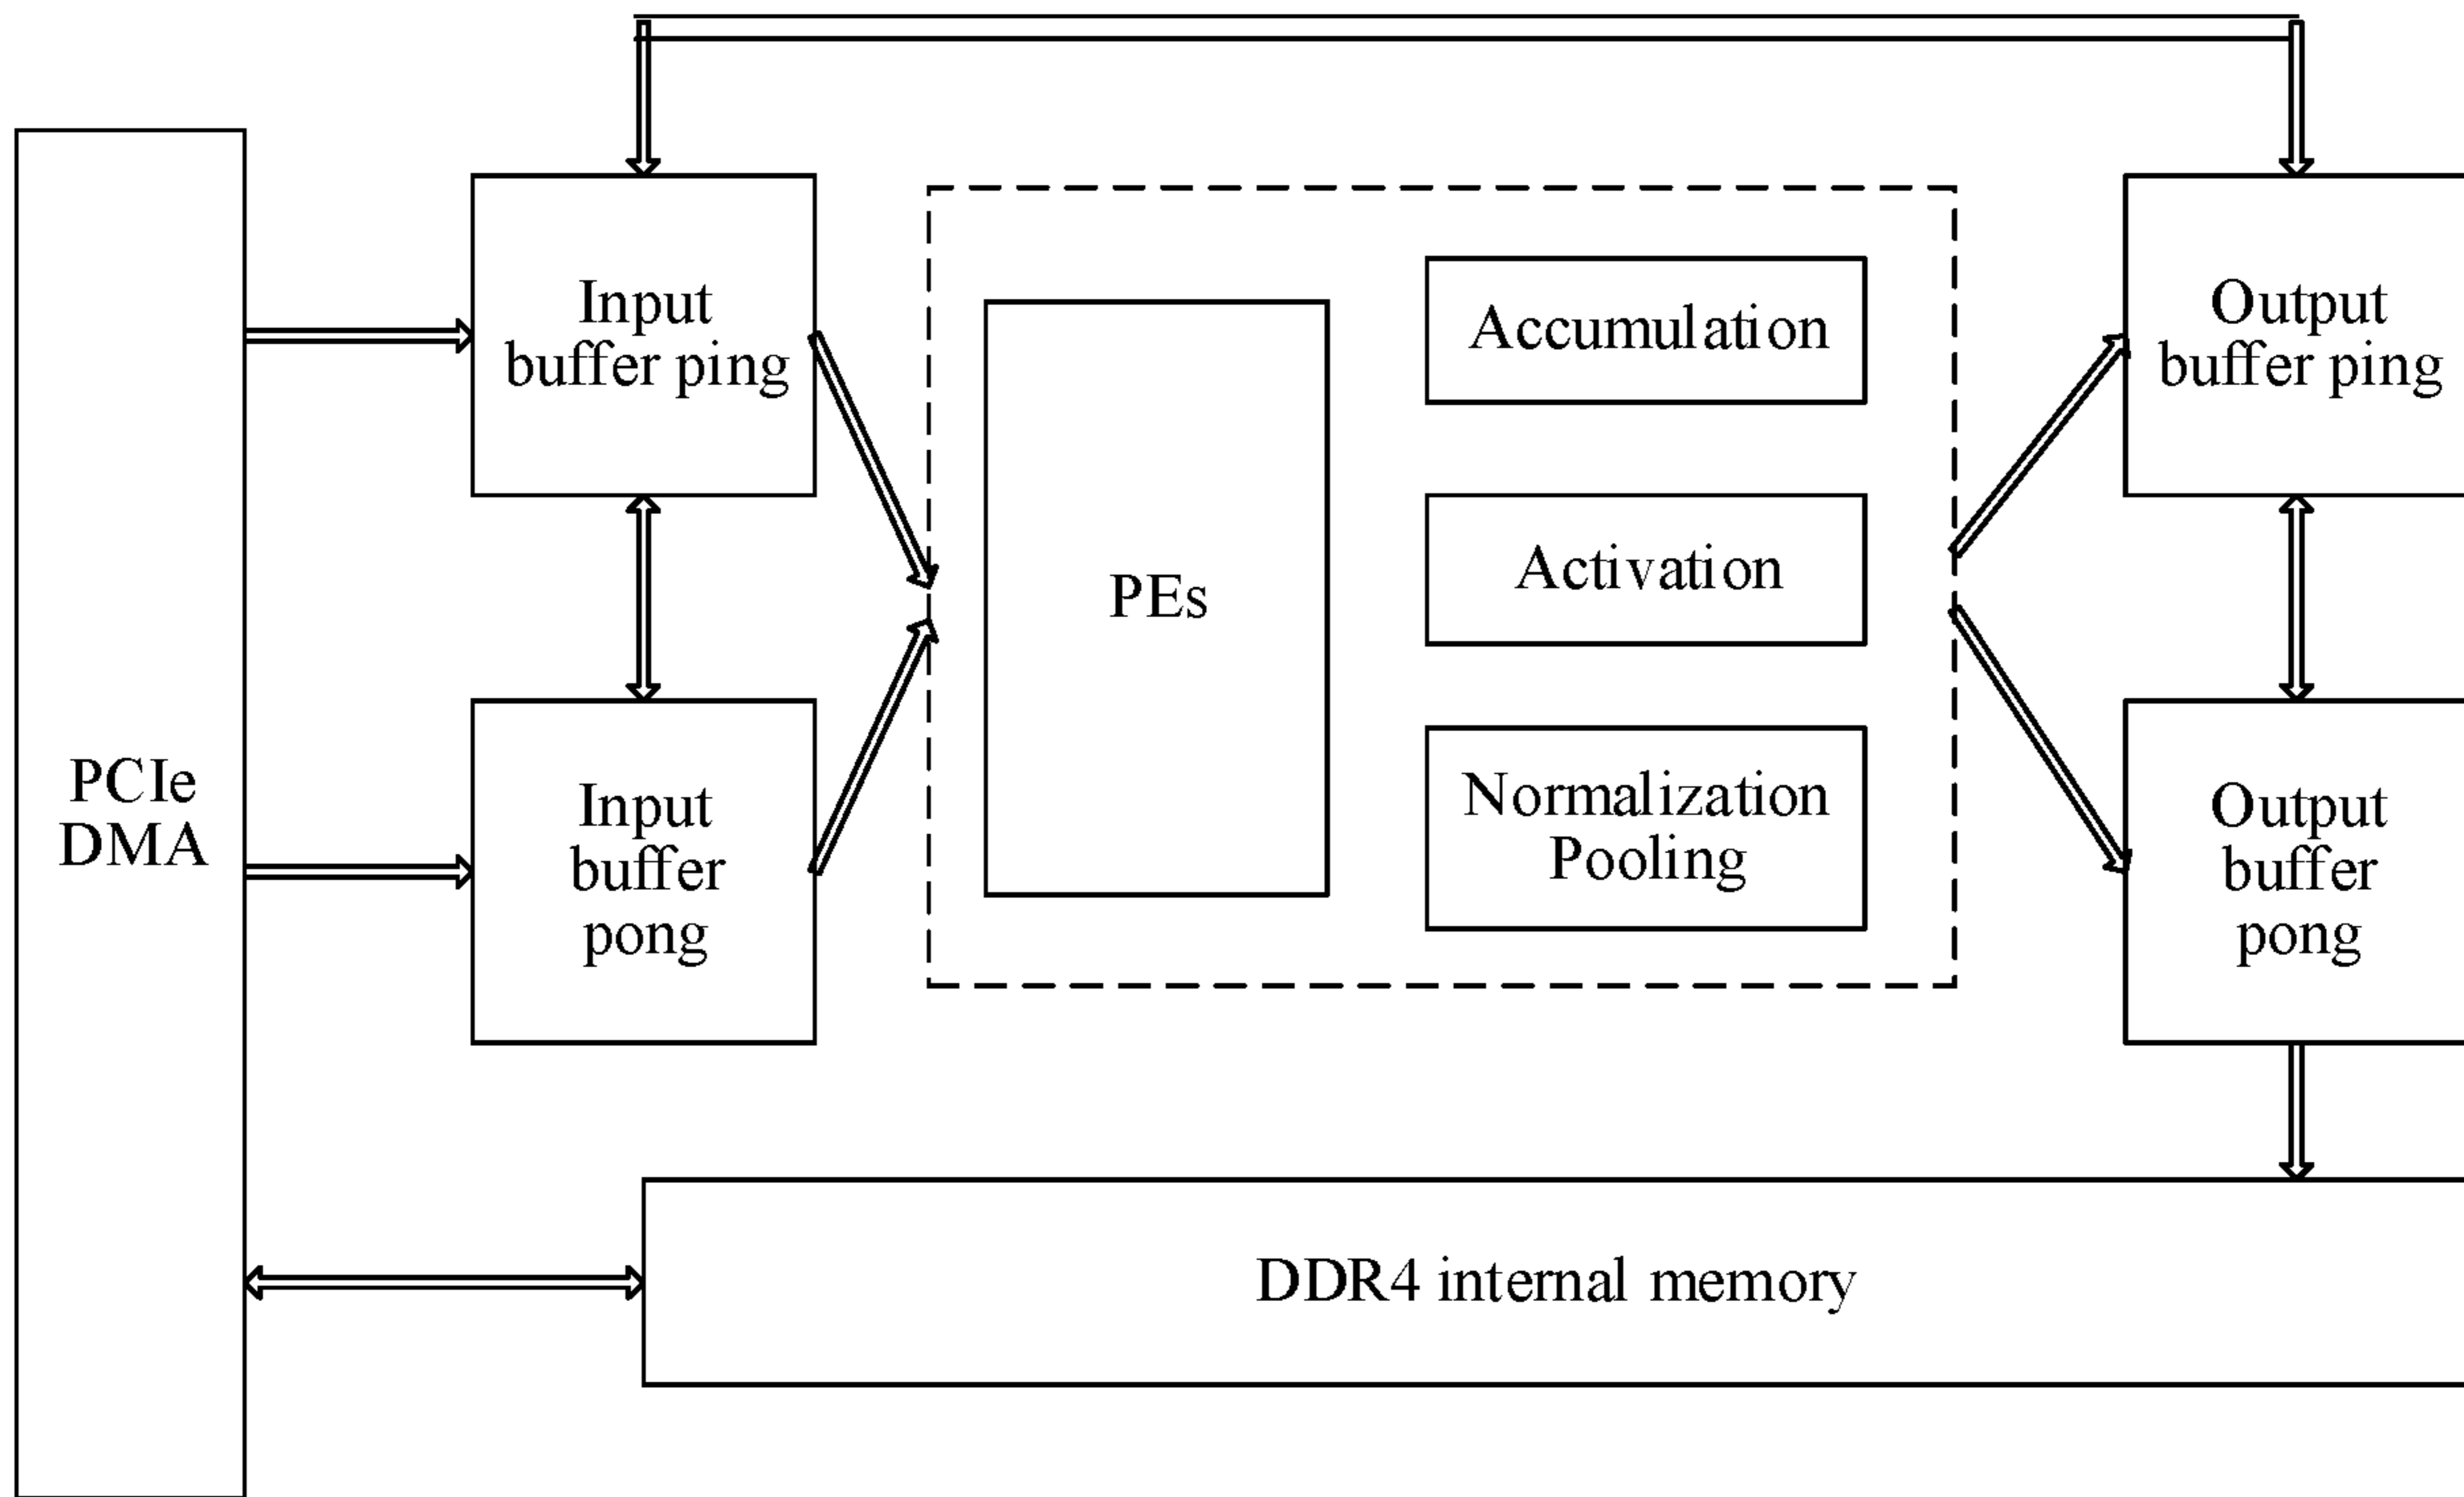 PCIe
DMA
Input
buffer ping
Input
buffer
pong
PEs
Accumulation
Activation
Normalization
Pooling
Output
buffer ping
Output
buffer
pong
DDR4 internal memory